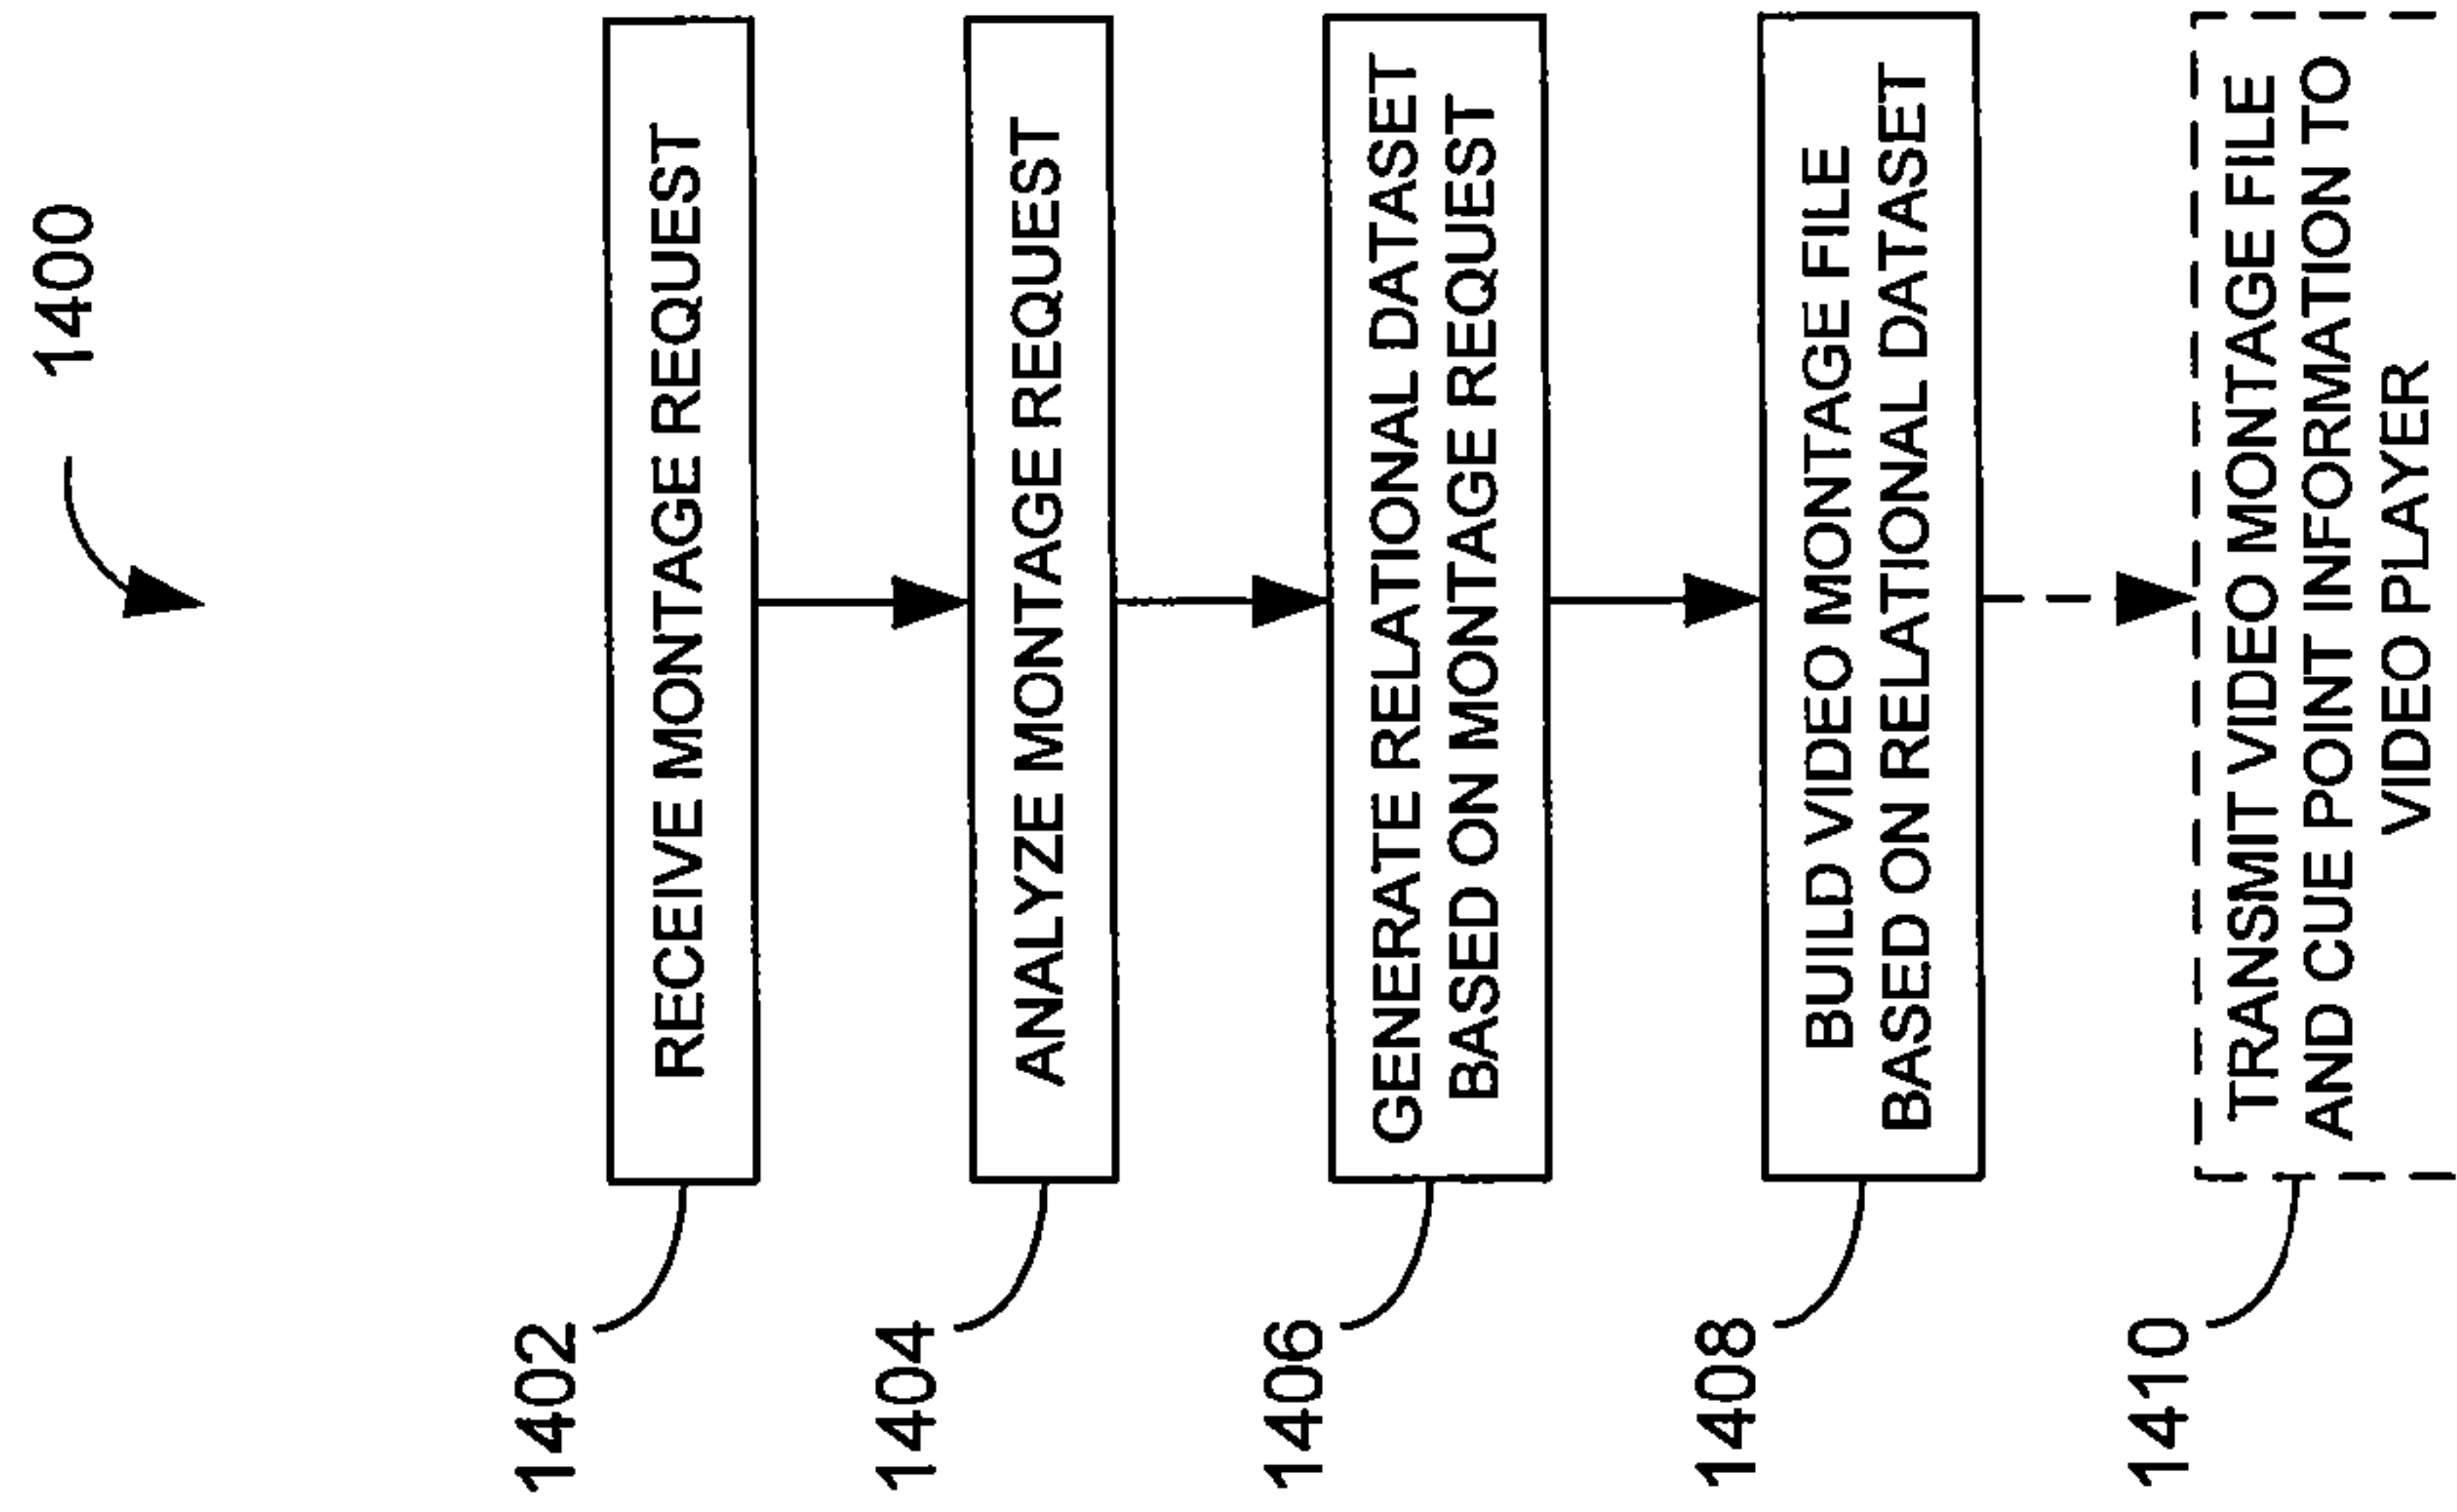 1400
1402
RECEIVE MONTAGE REQUEST
1404
ANALYZE MONTAGE REQUEST
1406
GENERATE RELATIONAL DATASET
BASED ON MONTAGE REQUEST
1408
BUILD VIDEO MONTAGE FILE
BASED ON RELATIONAL DATASET
1410
TRANSMIT VIDEO MONTAGE FILE
AND CUE POINT INFORMATION TO
VIDEO PLAYER